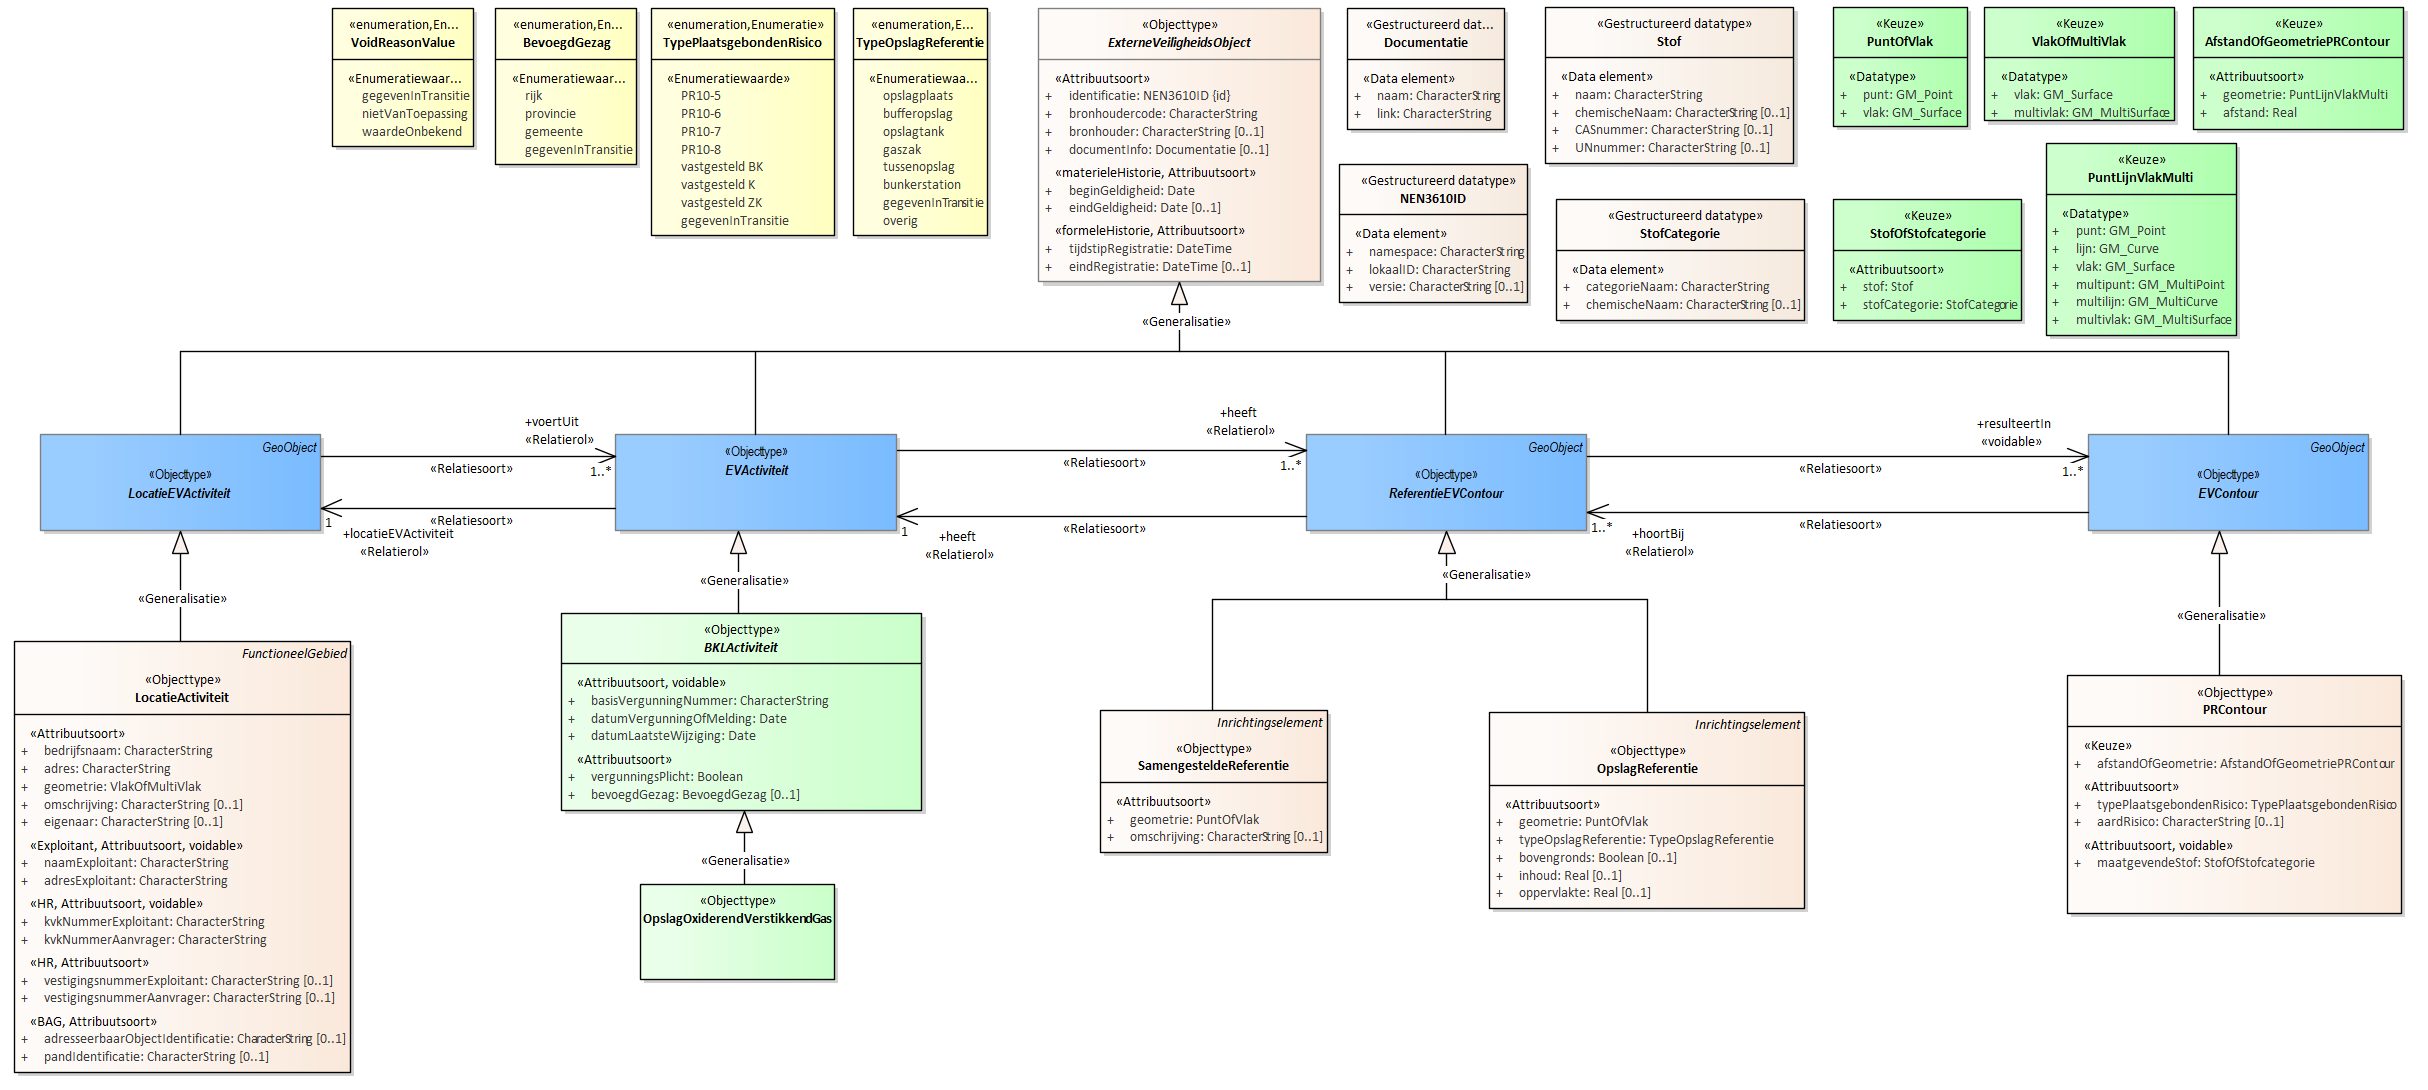 «enumeration,En...
VoidReasonValue
«Enumeratiewaar...
gegevenInTransitie
nietVanToepassing
waardeOnbekend
«enumeration,En...
BevoegdGezag
«Enumeratiewaar...
rijk
provincie
gemeente
gegevenInTransitie
«enumeration,Enumeratie»
TypePlaatsgebondenRisico
«Enumeratiewaarde»
PR10-5
PR10-6
PR10-7
PR10-8
vastgesteld BK
vastgesteld K
vastgesteld ZK
gegevenInTransitie
«enumeration,E...
TypeOpslagReferentie
«Enumeratiewaa...
opslagplaats
bufferopslag
opslagtank
gaszak
tussenopslag
bunkerstation
gegevenInTransitie
overig
«Objecttype»
ExterneVeiligheidsObject
«Attribuutsoort»
+ identificatie: NEN3610ID {id}
+ bronhoudercode: CharacterString
+ bronhouder: CharacterString [0..1]
+ documentInfo: Documentatie [0..1]
«materieleHistorie, Attribuutsoort»
+ beginGeldigheid: Date
+ eindGeldigheid: Date [0..1]
«formeleHistorie, Attribuutsoort»
+ tijdstipRegistratie: DateTime
+ eindRegistratie: DateTime [0..1]
«Gestructureerd dat...
Documentatie
«Data element»
+ naam: CharacterString
+ link: CharacterString
«Gestructureerd datatype»
NEN3610ID
«Data element»
+ namespace: CharacterString
+ lokaalID: CharacterString
+ versie: CharacterString [0..1]
«Gestructureerd datatype»
Stof
«Data element»
+ naam: CharacterString
+ chemischeNaam: CharacterString [0..1]
+ CASnummer: CharacterString [0..1]
+ UNnummer: CharacterString [0..1]
«Gestructureerd datatype»
StofCategorie
«Data element»
+ categorieNaam: CharacterString
+ chemischeNaam: CharacterString [0..1]
«Keuze»
PuntOfVlak
«Datatype»
+ punt: GM_Point
+ vlak: GM_Surface
«Keuze»
VlakOfMultiVlak
«Datatype»
+ vlak: GM_Surface
+ multivlak: GM_MultiSurface
«Keuze»
AfstandOfGeometriePRContour
«Attribuutsoort»
+ geometrie: PuntLijnVlakMulti
+ afstand: Real
«Keuze»
StofOfStofcategorie
«Attribuutsoort»
+ stof: Stof
+ stofCategorie: StofCategorie
«Keuze»
PuntLijnVlakMulti
«Datatype»
+ punt: GM_Point
+ lijn: GM_Curve
+ vlak: GM_Surface
+ multipunt: GM_MultiPoint
+ multilijn: GM_MultiCurve
+ multivlak: GM_MultiSurface
«Generalisatie»
GeoObject
«Objecttype»
LocatieEVActiviteit
+voertUit
«Relatierol»
«Relatiesoort»
1..*
«Relatiesoort»
1
+locatieEVActiviteit
«Relatierol»
«Objecttype»
EVActiviteit
+heeft
«Relatierol»
«Relatiesoort»
1..*
«Relatiesoort»
1
+heeft
«Relatierol»
GeoObject
«Objecttype»
ReferentieEVContour
+resulteertIn
«voidable»
«Relatiesoort»
1..*
«Relatiesoort»
1..*
+hoortBij
«Relatierol»
GeoObject
«Objecttype»
EVContour
«Generalisatie»
«Generalisatie»
«Generalisatie»
«Generalisatie»
FunctioneelGebied
«Objecttype»
LocatieActiviteit
«Attribuutsoort»
+ bedrijfsnaam: CharacterString
+ adres: CharacterString
+ geometrie: VlakOfMultiVlak
+ omschrijving: CharacterString [0..1]
+ eigenaar: CharacterString [0..1]
«Exploitant, Attribuutsoort, voidable»
+ naamExploitant: CharacterString
+ adresExploitant: CharacterString
«HR, Attribuutsoort, voidable»
+ kvkNummerExploitant: CharacterString
+ kvkNummerAanvrager: CharacterString
«HR, Attribuutsoort»
+ vestigingsnummerExploitant: CharacterString [0..1]
+ vestigingsnummerAanvrager: CharacterString [0..1]
«BAG, Attribuutsoort»
+ adresseerbaarObjectIdentificatie: CharacterString [0..1]
+ pandIdentificatie: CharacterString [0..1]
«Objecttype»
BKLActiviteit
«Attribuutsoort, voidable»
+ basisVergunningNummer: CharacterString
+ datumVergunningOfMelding: Date
+ datumLaatsteWijziging: Date
«Attribuutsoort»
+ vergunningsPlicht: Boolean
+ bevoegdGezag: BevoegdGezag [0..1]
«Generalisatie»
«Objecttype»
OpslagOxiderendVerstikkendGas
Inrichtingselement
«Objecttype»
SamengesteldeReferentie
«Attribuutsoort»
+ geometrie: PuntOfVlak
+ omschrijving: CharacterString [0..1]
Inrichtingselement
«Objecttype»
OpslagReferentie
«Attribuutsoort»
+ geometrie: PuntOfVlak
+ typeOpslagReferentie: TypeOpslagReferentie
+ bovengronds: Boolean [0..1]
+ inhoud: Real [0..1]
+ oppervlakte: Real [0..1]
«Objecttype»
PRContour
«Keuze»
+ afstandOfGeometrie: AfstandOfGeometriePRContour
«Attribuutsoort»
+ typePlaatsgebondenRisico: TypePlaatsgebondenRisico
+ aardRisico: CharacterString [0..1]
«Attribuutsoort, voidable»
+ maatgevendeStof: StofOfStofcategorie